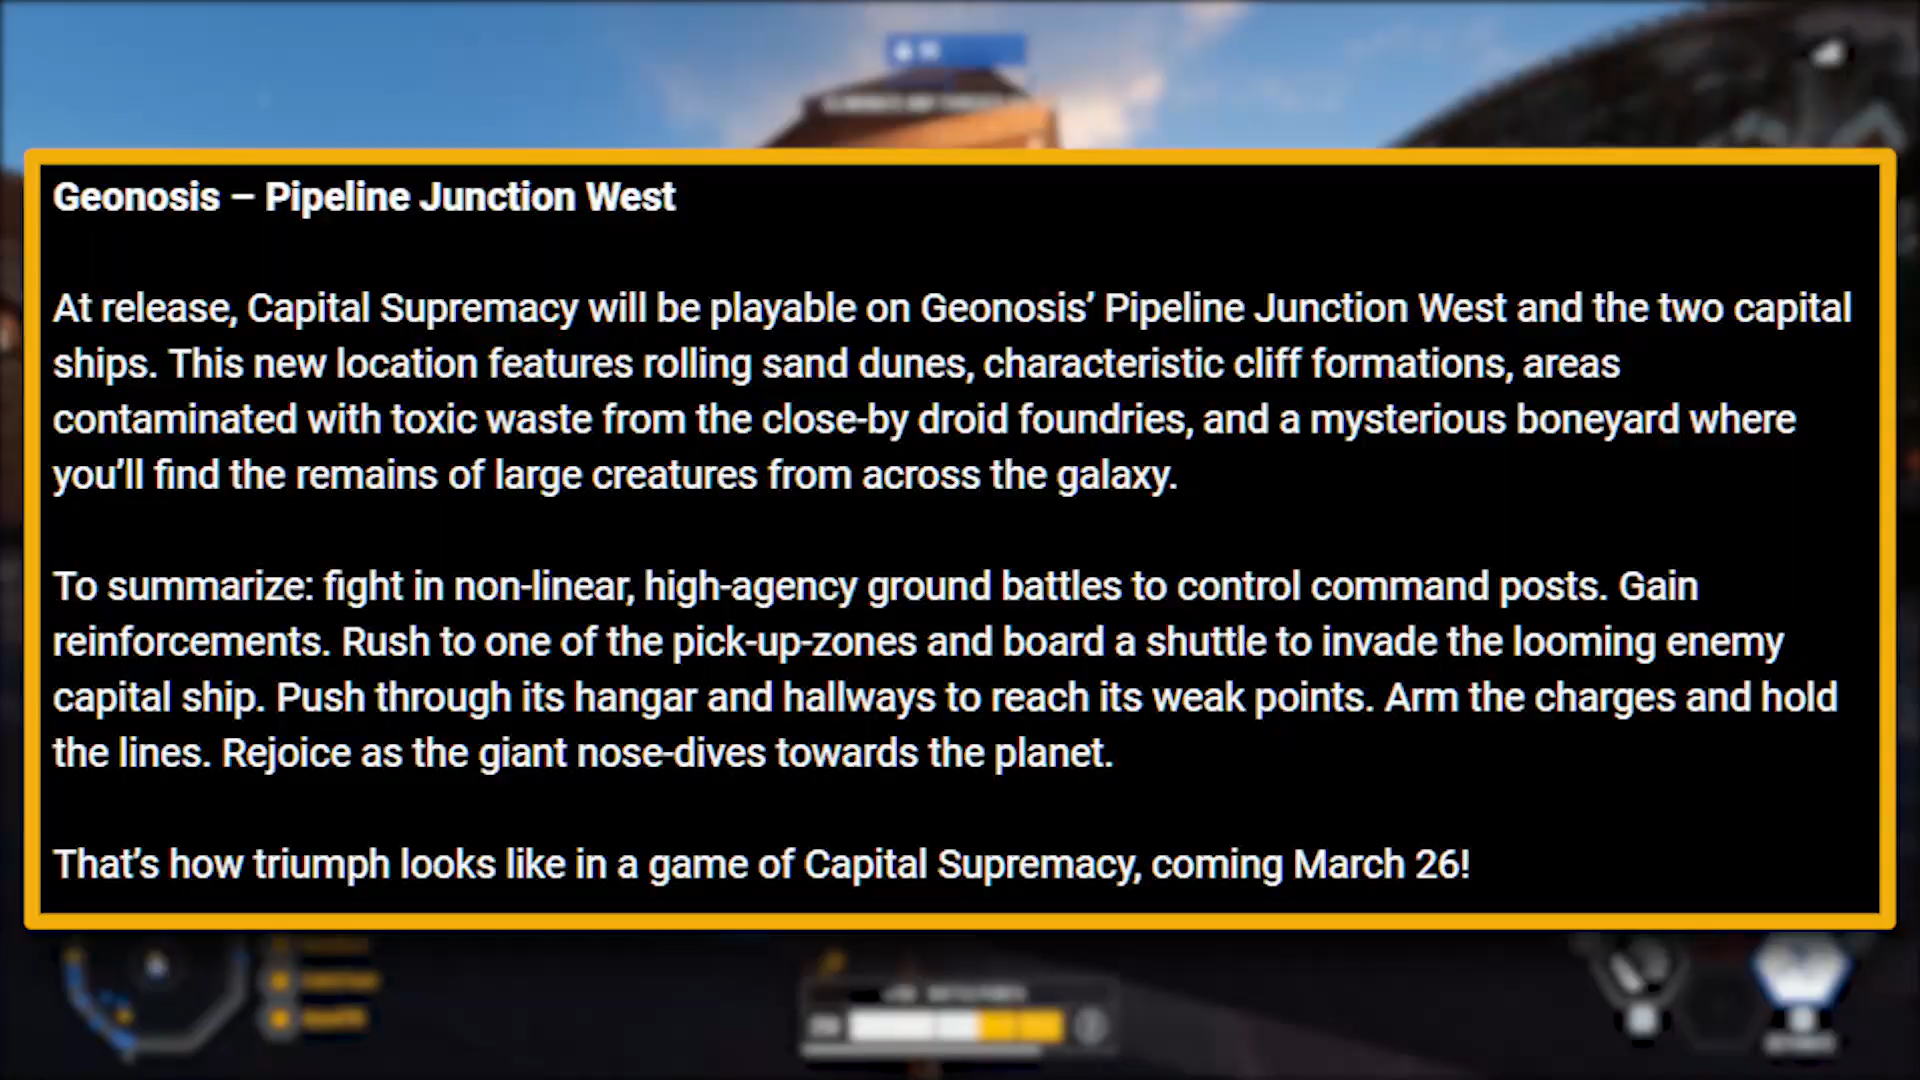 Geonosis – Pipeline Junction West
At release, Capital Supremacy will be playable on Geonosis’ Pipeline Junction West and the two capital
ships. This new location features rolling sand dunes, characteristic cliff formations, areas
contaminated with toxic waste from the close-by droid foundries, and a mysterious boneyard where
you’ll find the remains of large creatures from across the galaxy.
To summarize: fight in non-linear, high-agency ground battles to control command posts. Gain
reinforcements. Rush to one of the pick-up-zones and board a shuttle to invade the looming enemy
capital ship. Push through its hangar and hallways to reach its weak points. Arm the charges and hold
the lines. Rejoice as the giant nose-dives towards the planet.
That’s how triumph looks like in a game of Capital Supremacy, coming March 26!